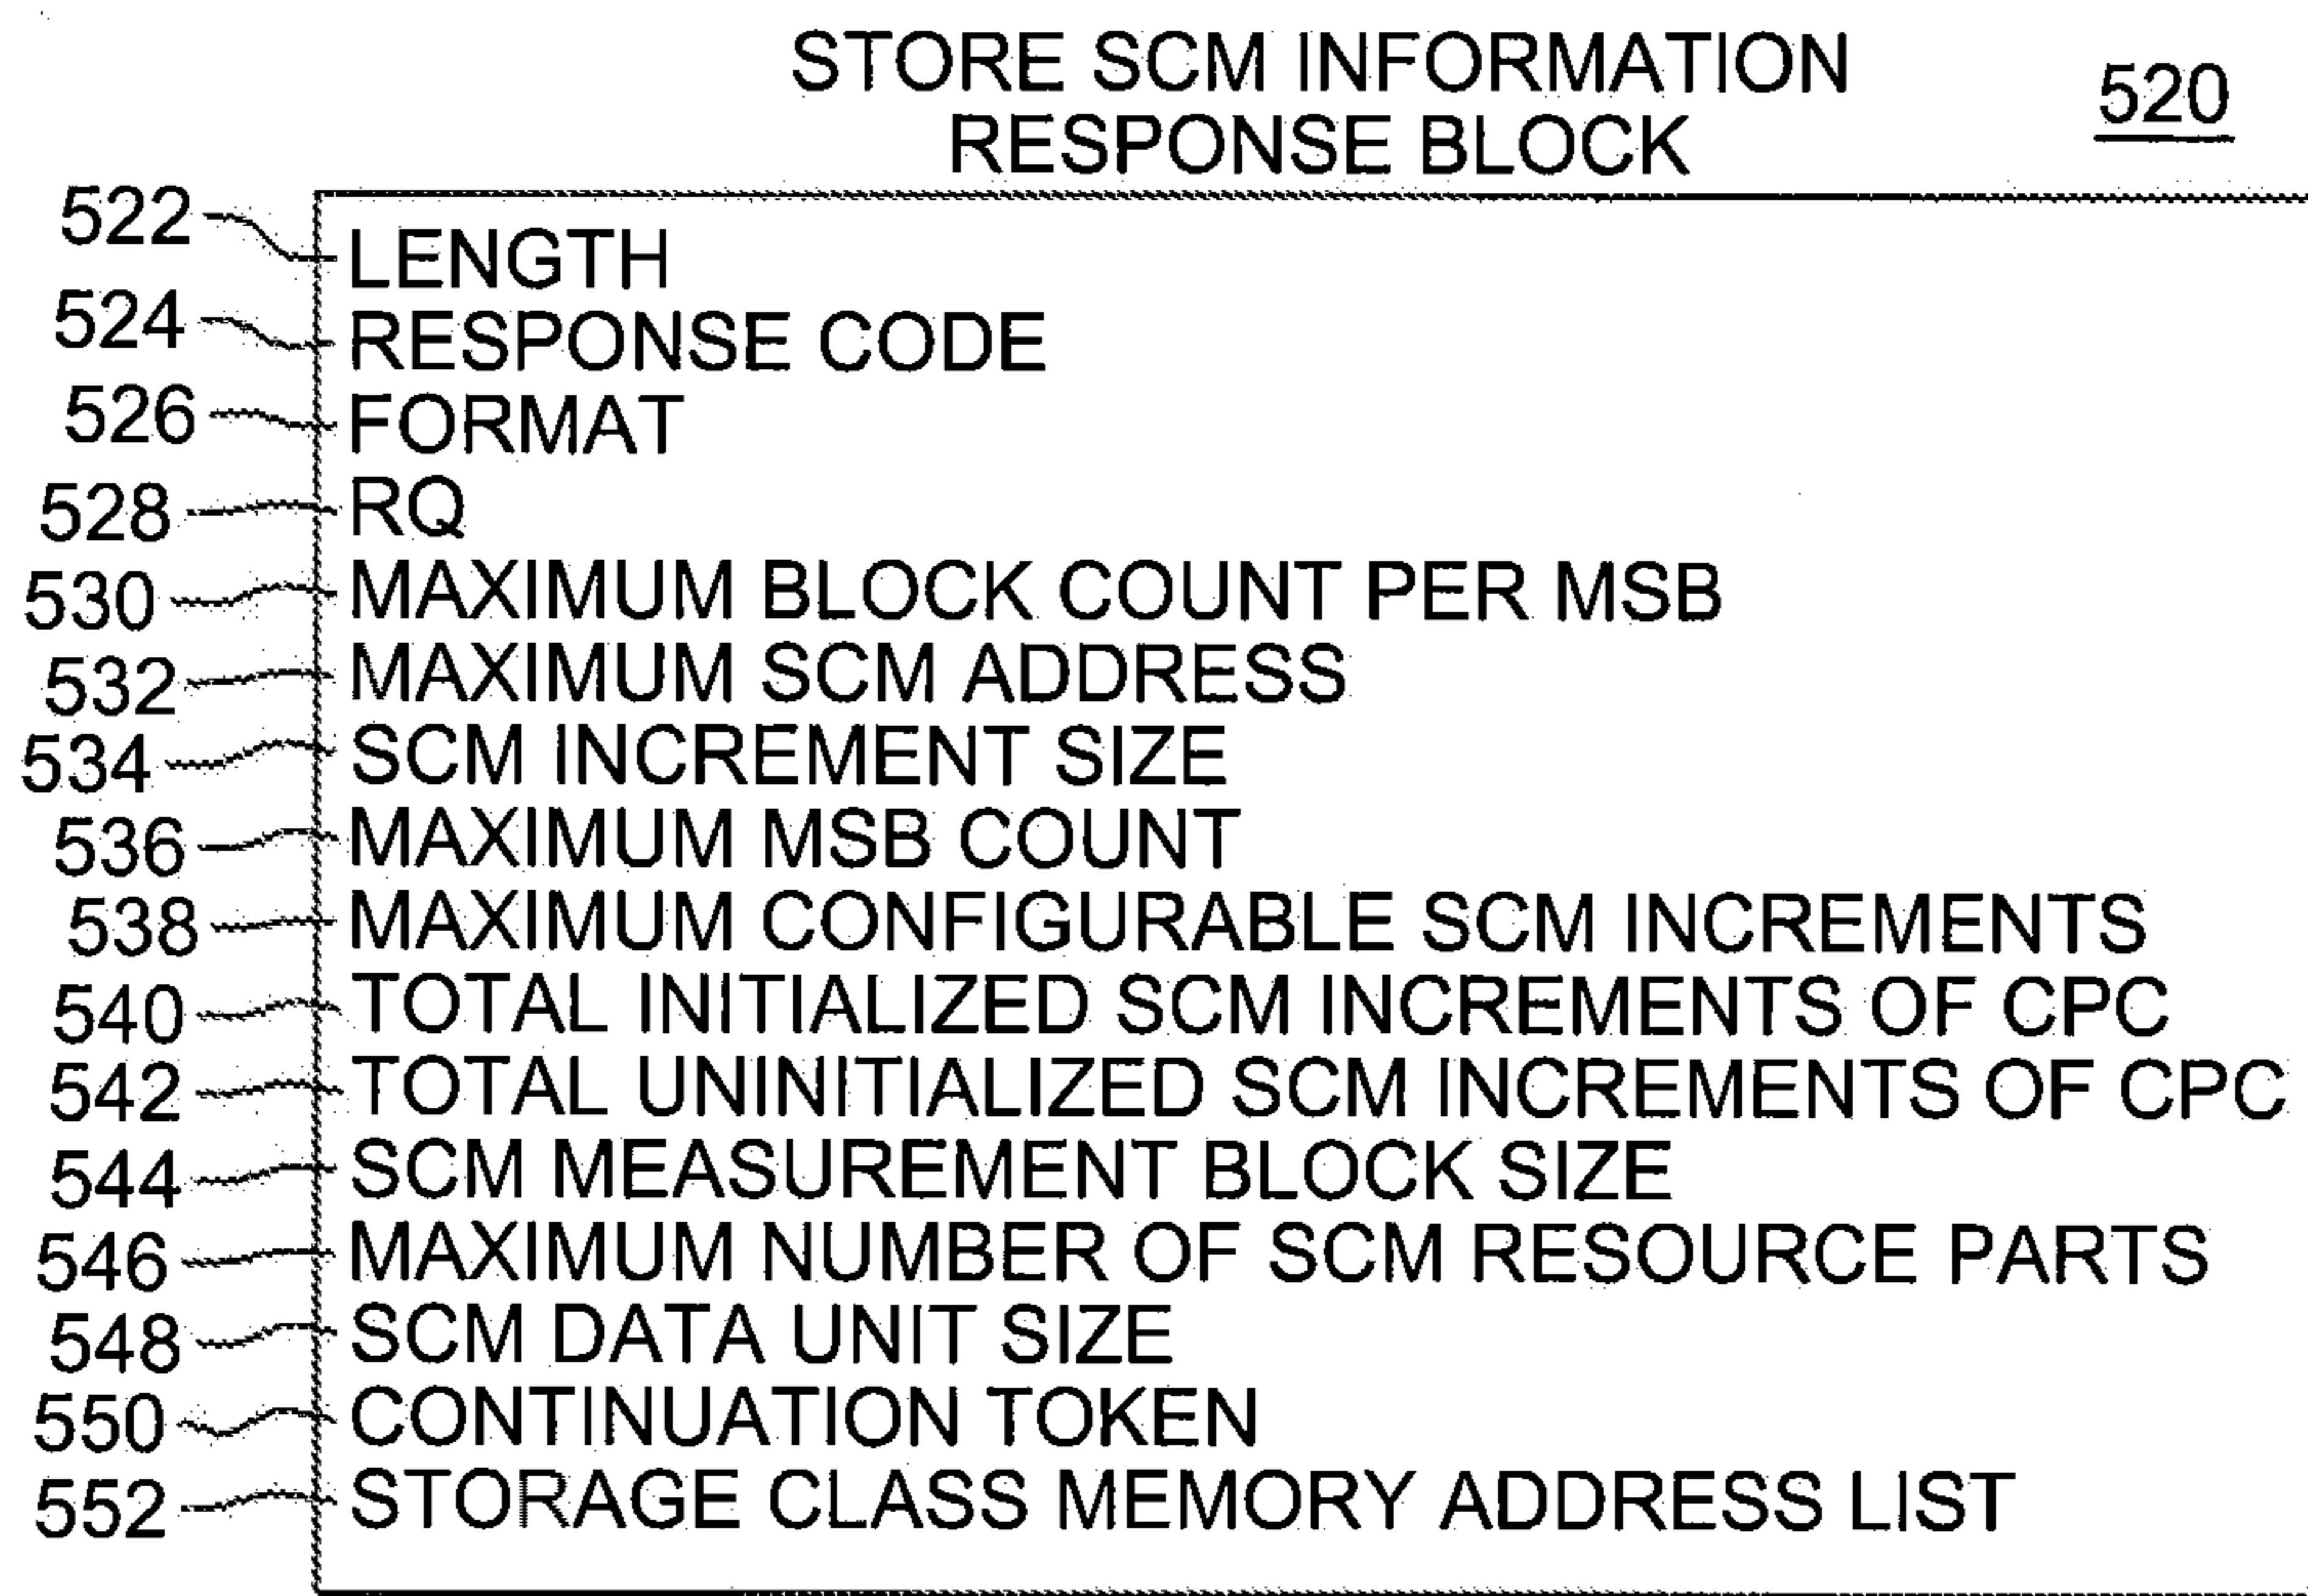 STORE SCM INFORMATION
RESPONSE BLOCK
520
522 LENGTH
524 RESPONSE CODE
526 FORMAT
528 RQ
530 MAXIMUM BLOCK COUNT PER MSB
532 MAXIMUM SCM ADDRESS
534 SCM INCREMENT SIZE
536 MAXIMUM MSB COUNT
538 MAXIMUM CONFIGURABLE SCM INCREMENTS
540 TOTAL INITIALIZED SCM INCREMENTS OF CPC
542 TOTAL UNINITIALIZED SCM INCREMENTS OF CPC
544 SCM MEASUREMENT BLOCK SIZE
546 MAXIMUM NUMBER OF SCM RESOURCE PARTS
548 SCM DATA UNIT SIZE
550 CONTINUATION TOKEN
552 STORAGE CLASS MEMORY ADDRESS LIST